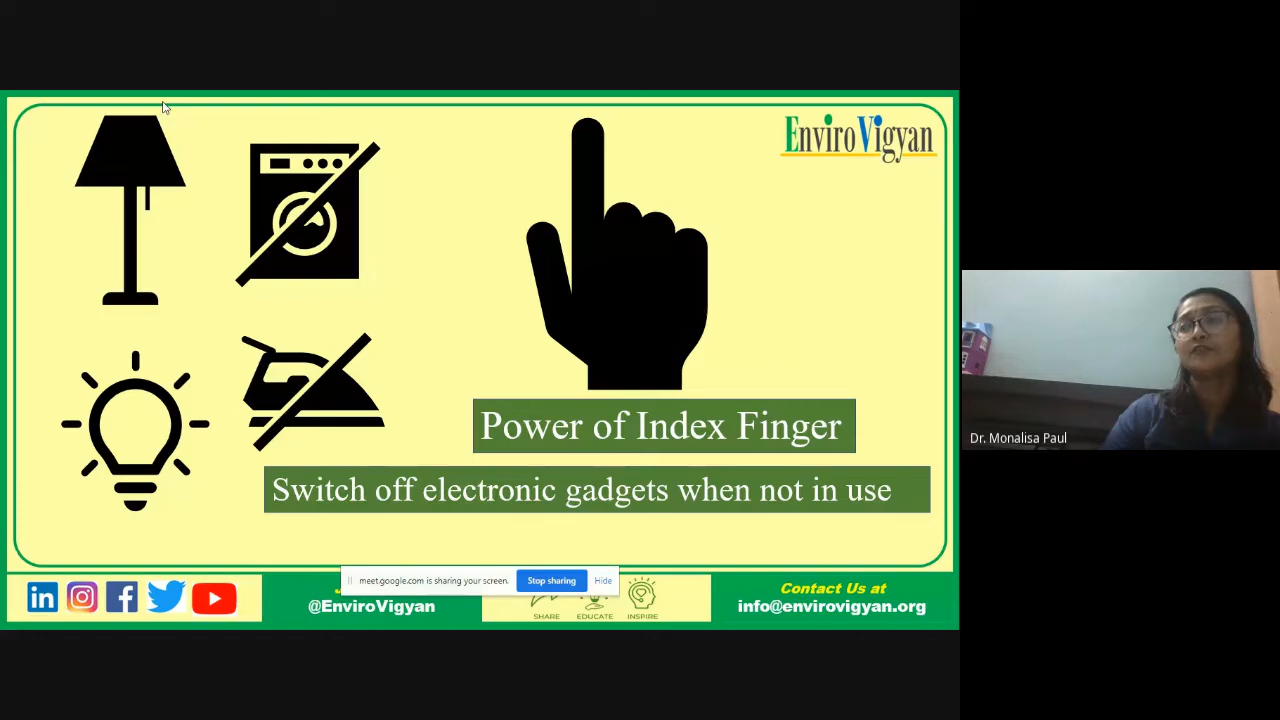 EnviroVigyan
Power of Index Finger
Switch off electronic gadgets when not in use
Dr. Monalisa Paul
meet.google.com is sharing your screen.
Stop sharing
Hide
@EnviroVigyan
SHARE
EDUCATE
INSPIRE
Contact Us at
info@envirovigyan.org